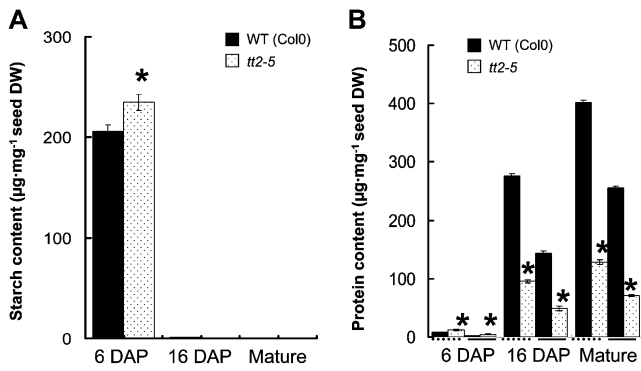 A
Starch content (µg·mg⁻¹ seed DW)
300
200
100
0
WT (Col0)
tt2-5
*
6 DAP
16 DAP
Mature
B
Protein content (µg·mg⁻¹ seed DW)
500
400
300
200
100
0
WT (Col0)
tt2-5
* * * * * *
6 DAP
16 DAP
Mature